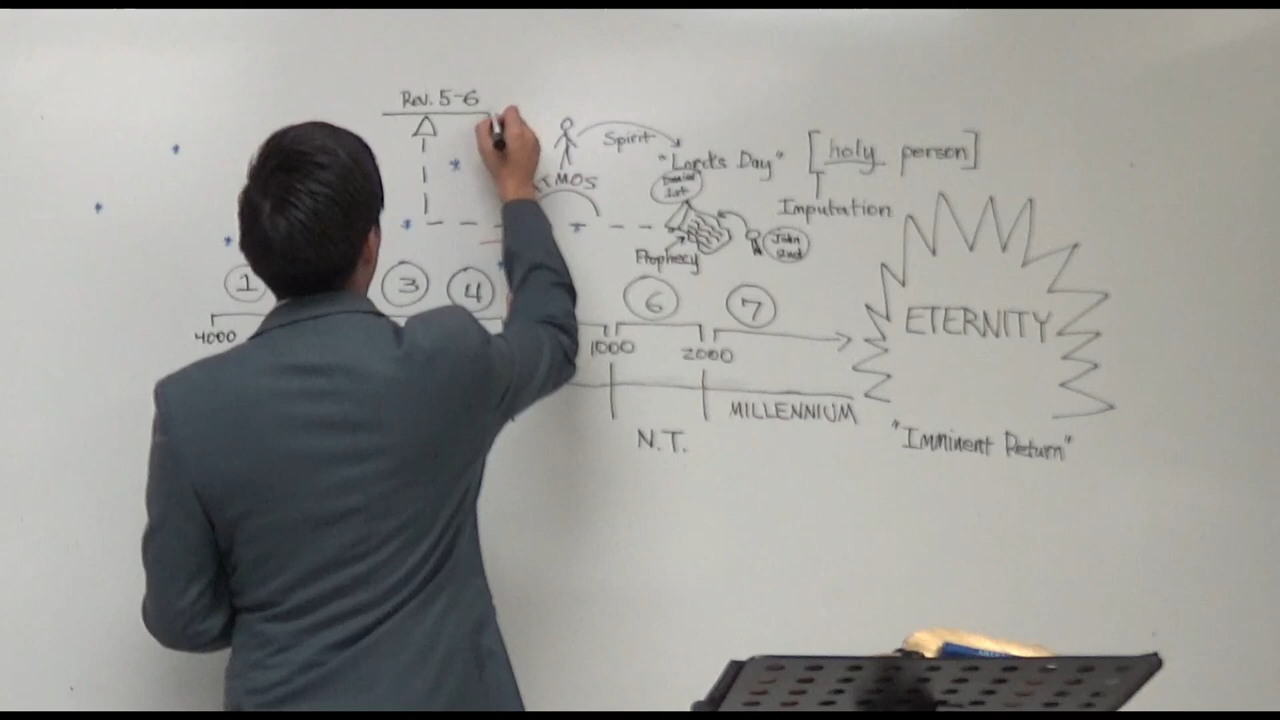 Rev. 5-6
Spirit
"Lord's Day"
[holy person]
Imputation
Prophecy
John
2nd
1
3
4
6
7
4000
1000
2000
ETERNITY
MILLENNIUM
N.T.
"Imminent Return"